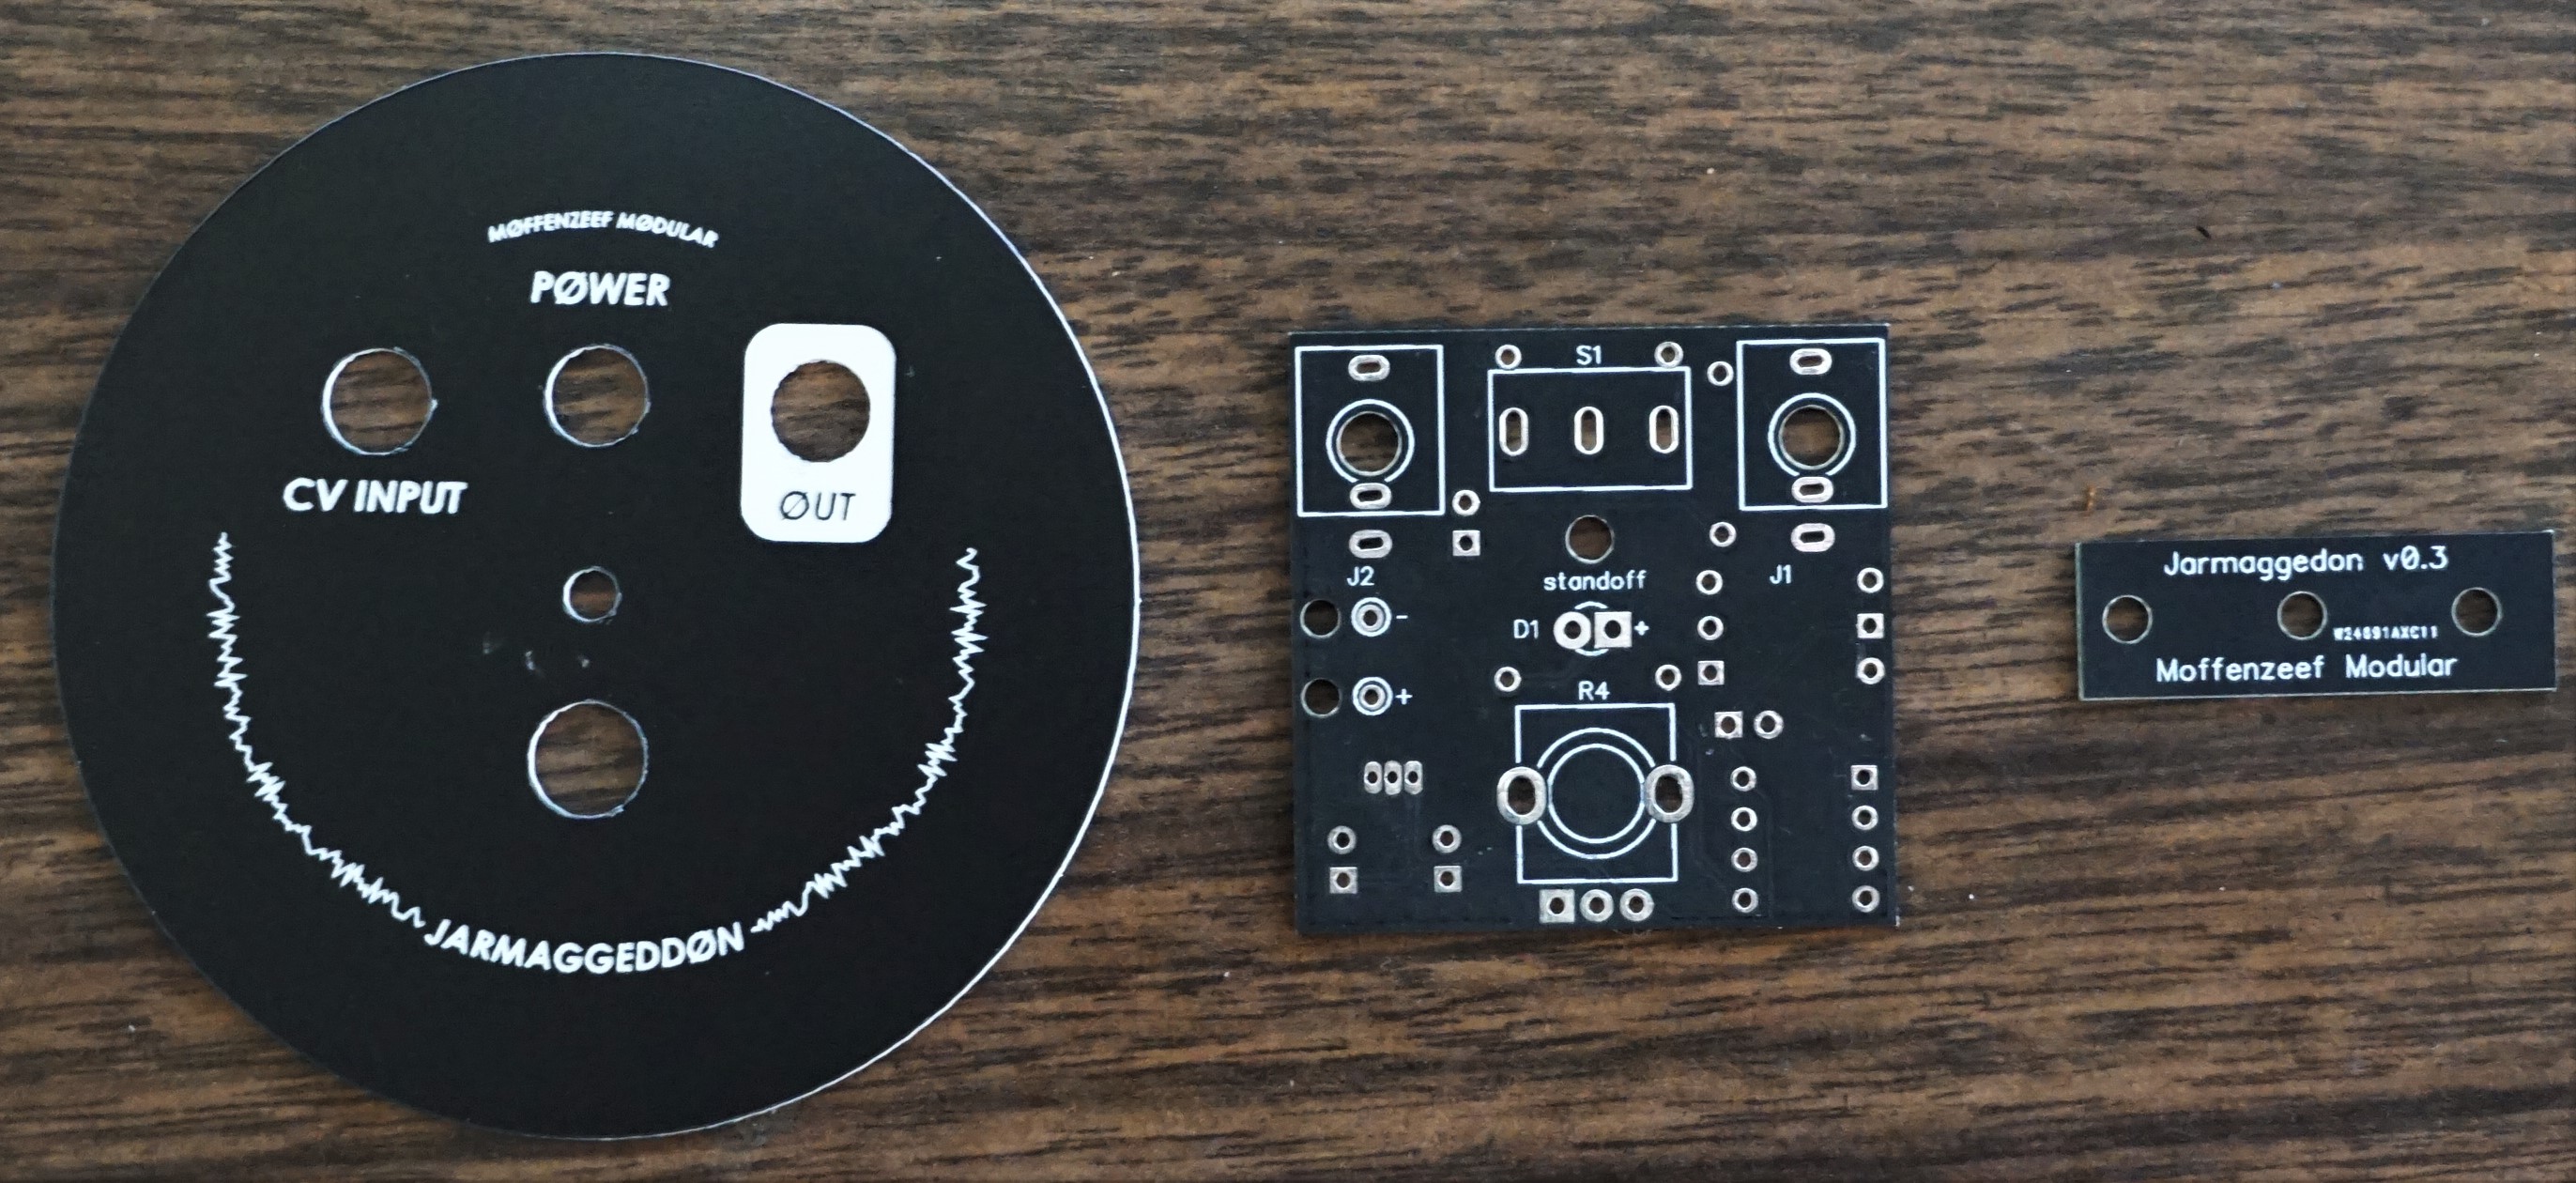 MØFFENZEEF MØDULAR
PØWER
CV INPUT
ØUT
JARMAGGEDDØN
S1
J2
J1
standoff
D1
+
-
+
R4
Jarmaggedon v0.3
W24691AXC11
Moffenzeef Modular